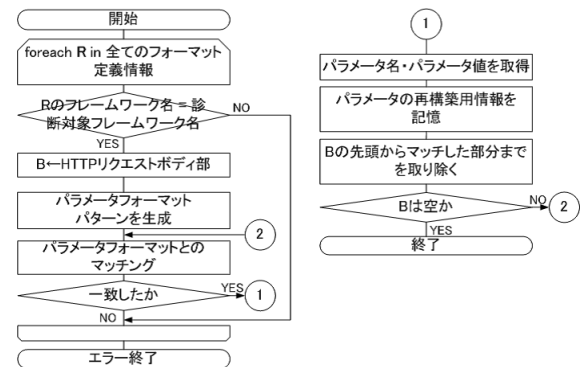 開始
foreach R in 全てのフォーマット
定義情報
Rのフレームワーク名 = 診
断対象フレームワーク名
NO
YES
B←HTTPリクエストボディ部
パラメータフォーマット
パターンを生成
2
パラメータフォーマットとの
マッチング
一致したか
YES
1
NO
エラー終了
1
パラメータ名・パラメータ値を取得
パラメータの再構築用情報を
記憶
Bの先頭からマッチした部分まで
を取り除く
Bは空か
NO
2
YES
終了